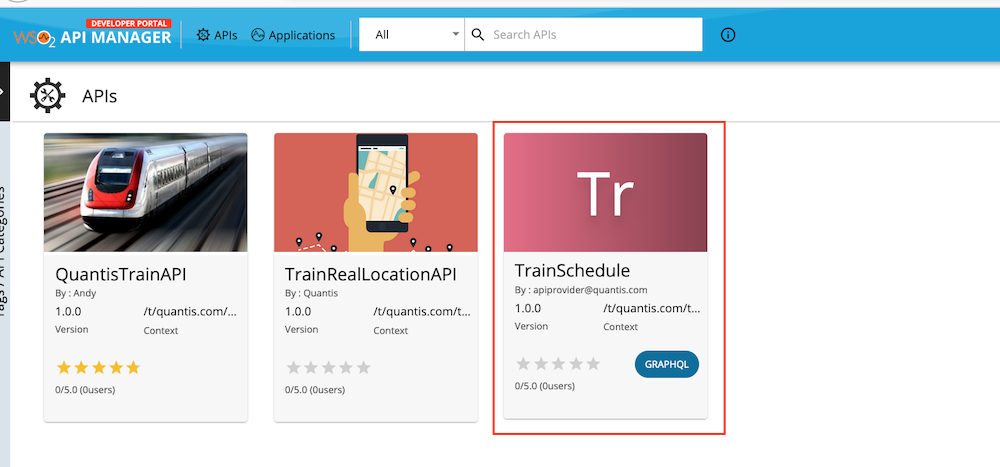 DEVELOPER PORTAL
WSO2 API MANAGER
APIs
Applications
All
Search APIs
APIs
Tags / API Categories
QuantisTrainAPI
By : Andy
1.0.0 /t/quantis.com/...
Version Context
0/5.0 (0users)
TrainRealLocationAPI
By : Quantis
1.0.0 /t/quantis.com/t...
Version Context
0/5.0 (0users)
Tr
TrainSchedule
By : apiprovider@quantis.com
1.0.0 /t/quantis.com/t...
Version Context
GRAPHQL
0/5.0 (0users)